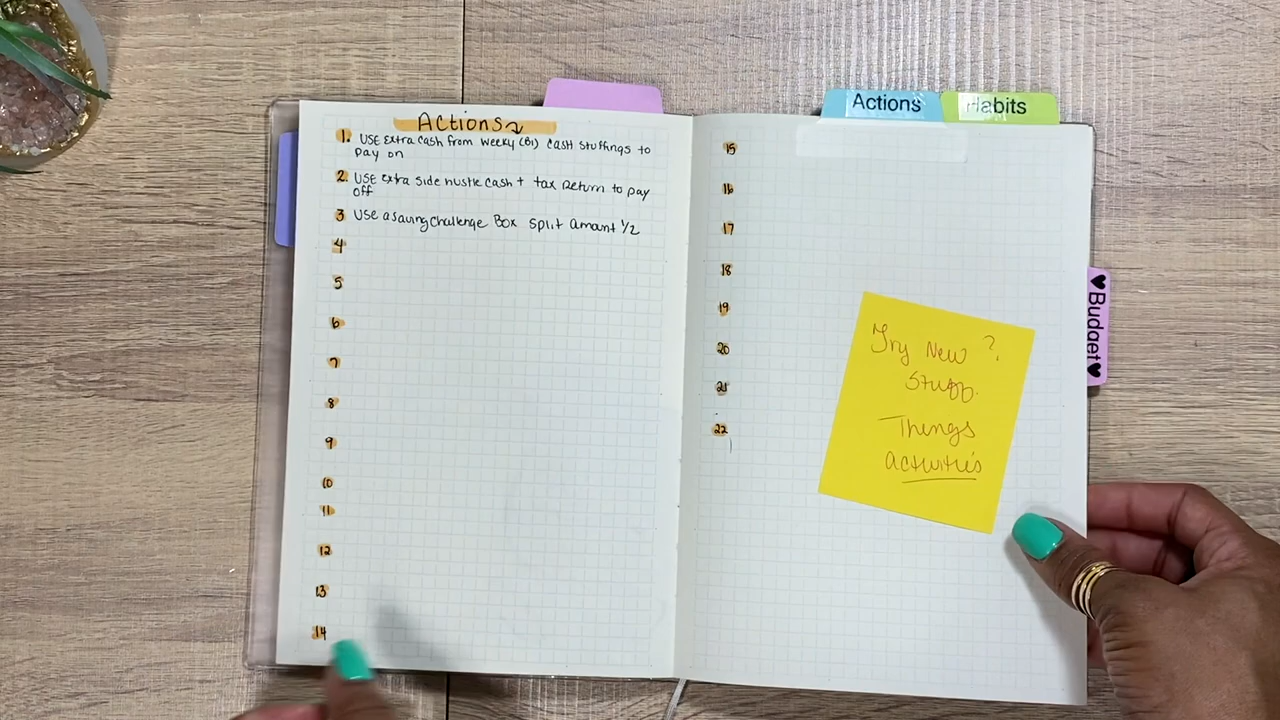 Actions
Habits
Actions
1. USE Extra cash from weeky (Bi) cash stuffings to
pay on
2. USE extra side hustle cash + tax Return to pay
off
3 USE a saving challenge Box split amount 1/2
4
5
6
7
8
9
10
11
12
13
14
15
16
17
18
19
20
21
22
Try New ?
Stuff.
Things
activities
♥Budget♥